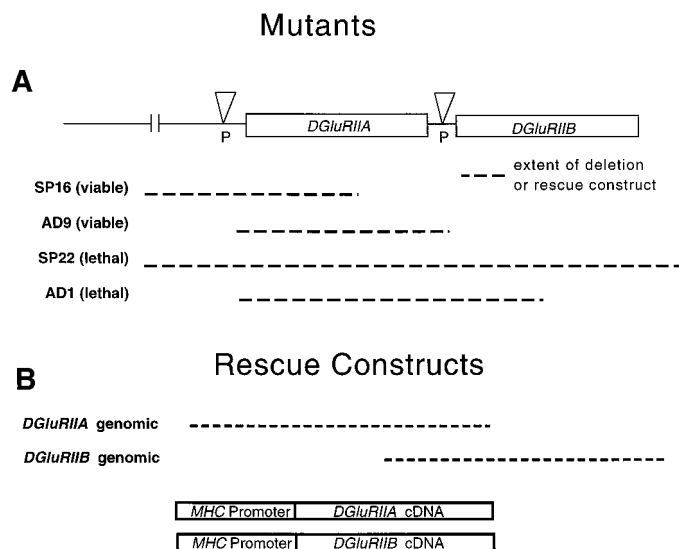 Mutants
A
P
DGluRIIA
P
DGluRIIB
extent of deletion
or rescue construct
SP16 (viable)
AD9 (viable)
SP22 (lethal)
AD1 (lethal)
Rescue Constructs
B
DGluRIIA genomic
DGluRIIB genomic
MHC Promoter DGluRIIA cDNA
MHC Promoter DGluRIIB cDNA